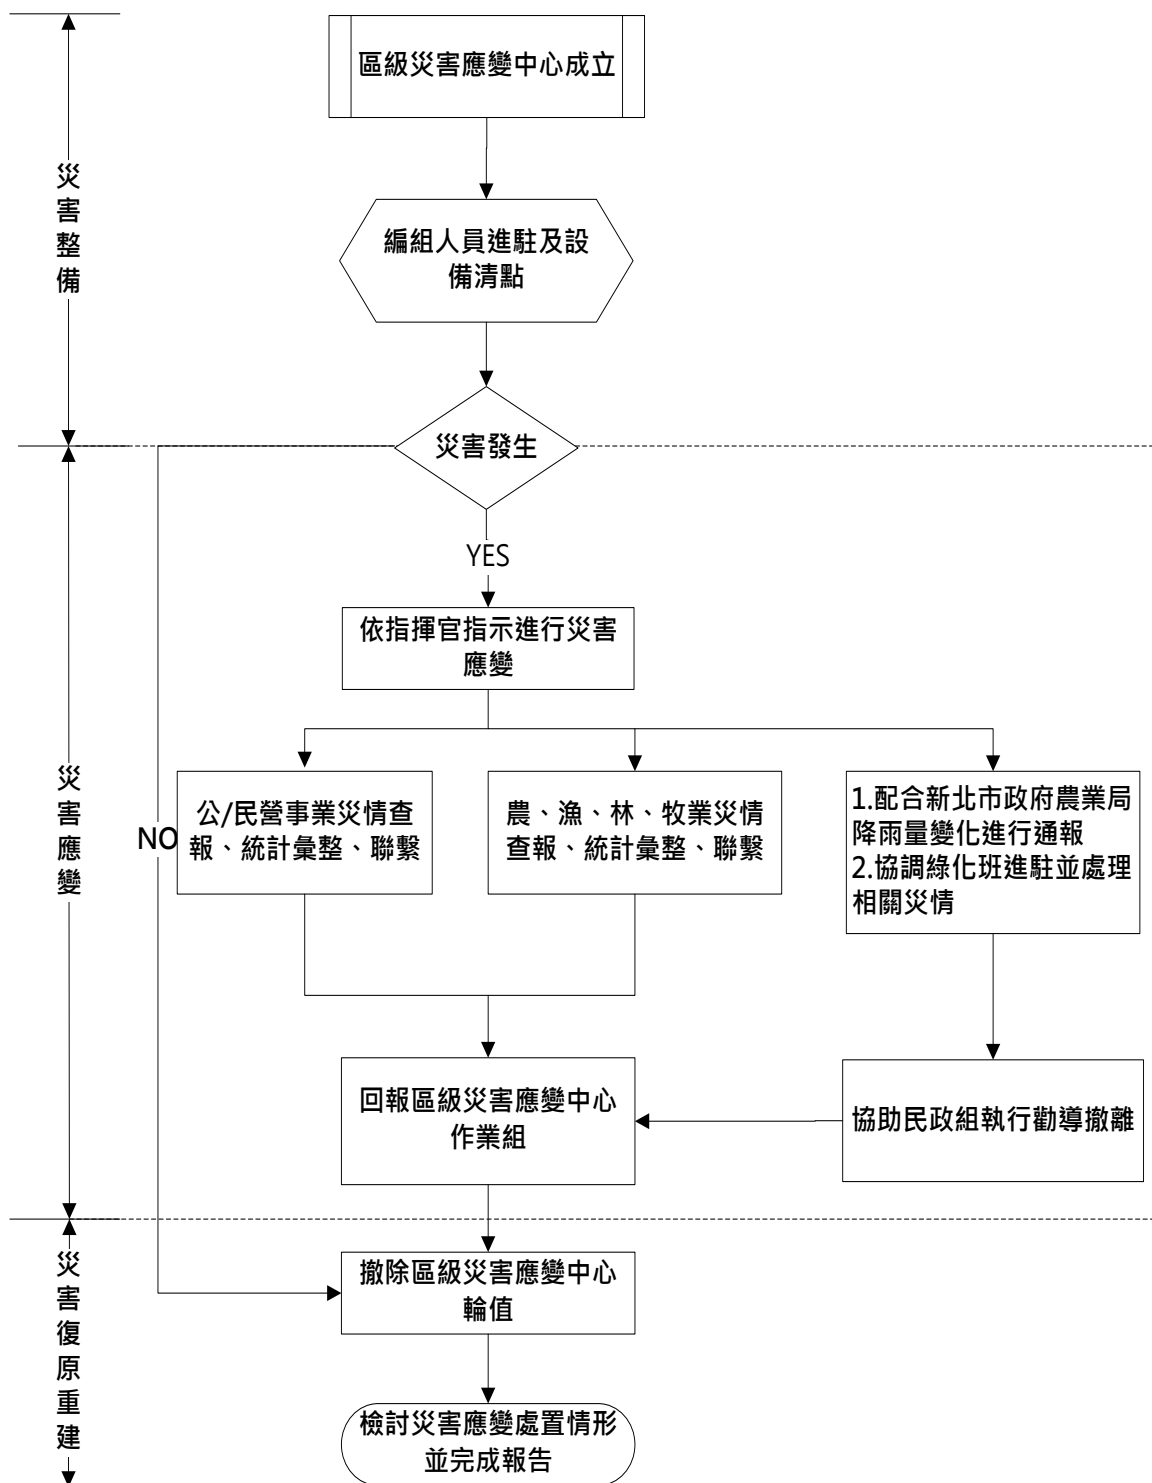 區級災害應變中心成立
災害整備
編組人員進駐及設
備清點
災害發生
YES
依指揮官指示進行災害
應變
災害應變
NO
公/民營事業災情查
報、統計彙整、聯繫
農、漁、林、牧業災情
查報、統計彙整、聯繫
1.配合新北市政府農業局
降雨量變化進行通報
2.協調綠化班進駐並處理
相關災情
回報區級災害應變中心
作業組
協助民政組執行勸導撤離
災害復原重建
撤除區級災害應變中心
輪值
檢討災害應變處置情形
並完成報告